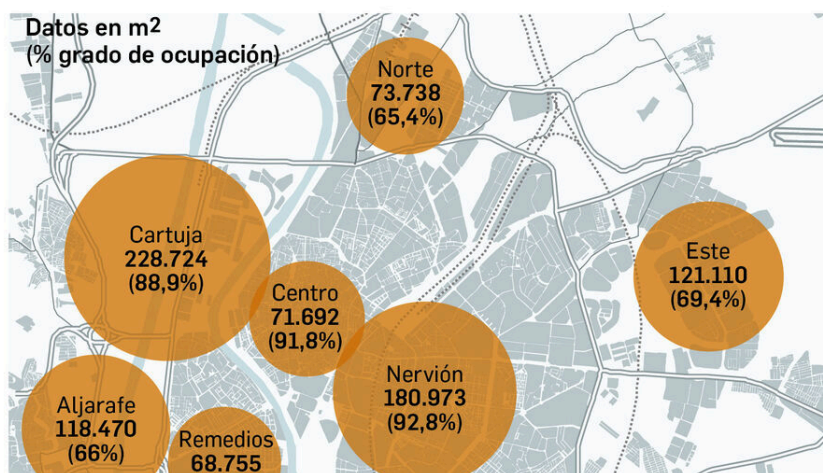 Datos en m2
(% grado de ocupación)
Norte
73.738
(65,4%)
Cartuja
228.724
(88,9%)
Centro
71.692
(91,8%)
Este
121.110
(69,4%)
Nervión
180.973
(92,8%)
Aljarafe
118.470
(66%)
Remedios
68.755